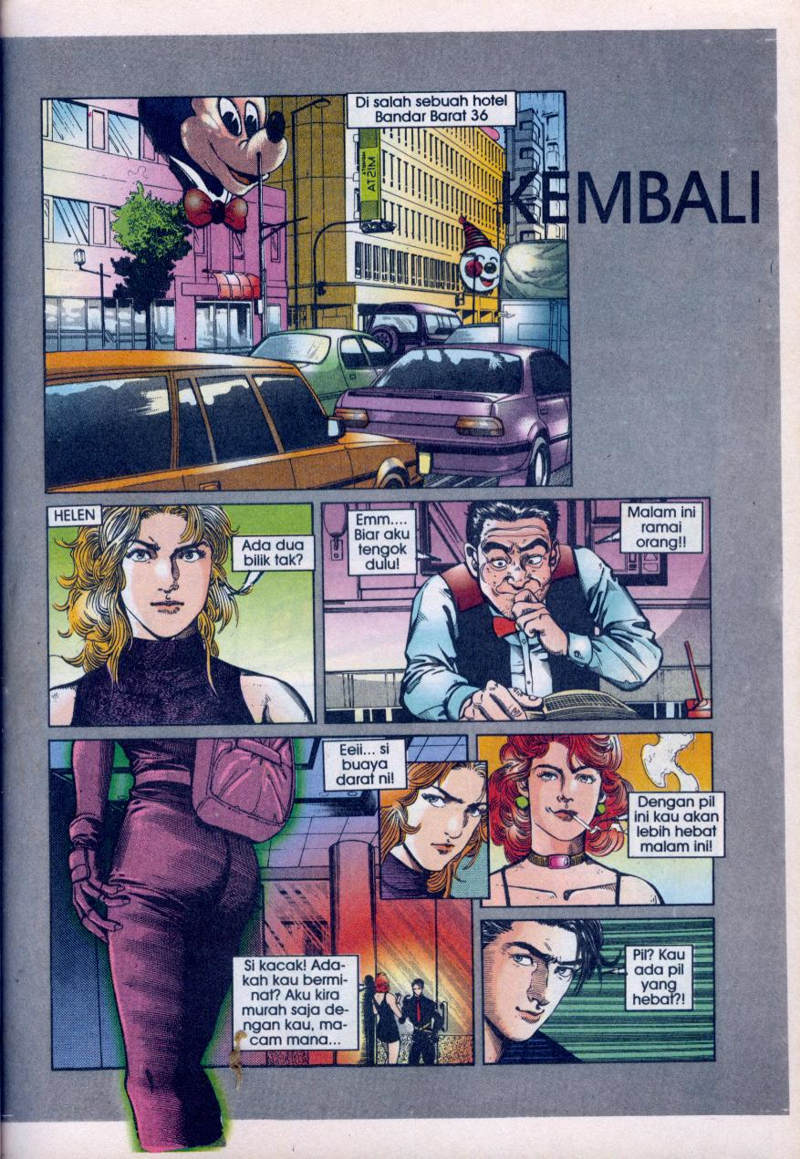 Di salah sebuah hotel
Bandar Barat 36
KEMBALI
HELEN
Ada dua
bilik tak?
Emm....
Biar aku
tengok
dulu!
Malam ini
ramai
orang!!
Eeii... si
buaya
darat ni!
Dengan pil
ini kau akan
lebih hebat
malam ini!
Si kacak! Ada-
kah kau bermi-
nat? Aku kira
murah saja de-
ngan kau, ma-
cam mana...
Pil? Kau
ada pil
yang
hebat?!